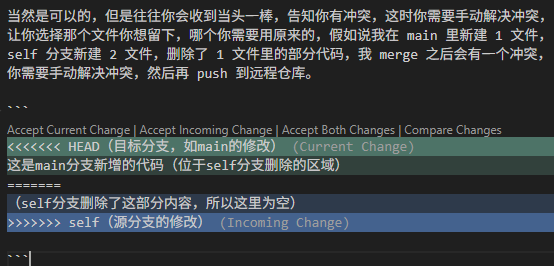 当然是可以的，但是往往你会收到当头一棒，告知你有冲突，这时你需要手动解决冲突，
让你选择那个文件你想留下，哪个你需要用原来的，假如说我在 main 里新建 1 文件，
self 分支新建 2 文件，删除了 1 文件里的部分代码，我 merge 之后会有一个冲突，
你需要手动解决冲突，然后再 push 到远程仓库。
```
Accept Current Change | Accept Incoming Change | Accept Both Changes | Compare Changes
<<<<<<< HEAD（目标分支，如main的修改） (Current Change)
这是main分支新增的代码（位于self分支删除的区域）
=======
（self分支删除了这部分内容，所以这里为空）
>>>>>>> self（源分支的修改） (Incoming Change)
```